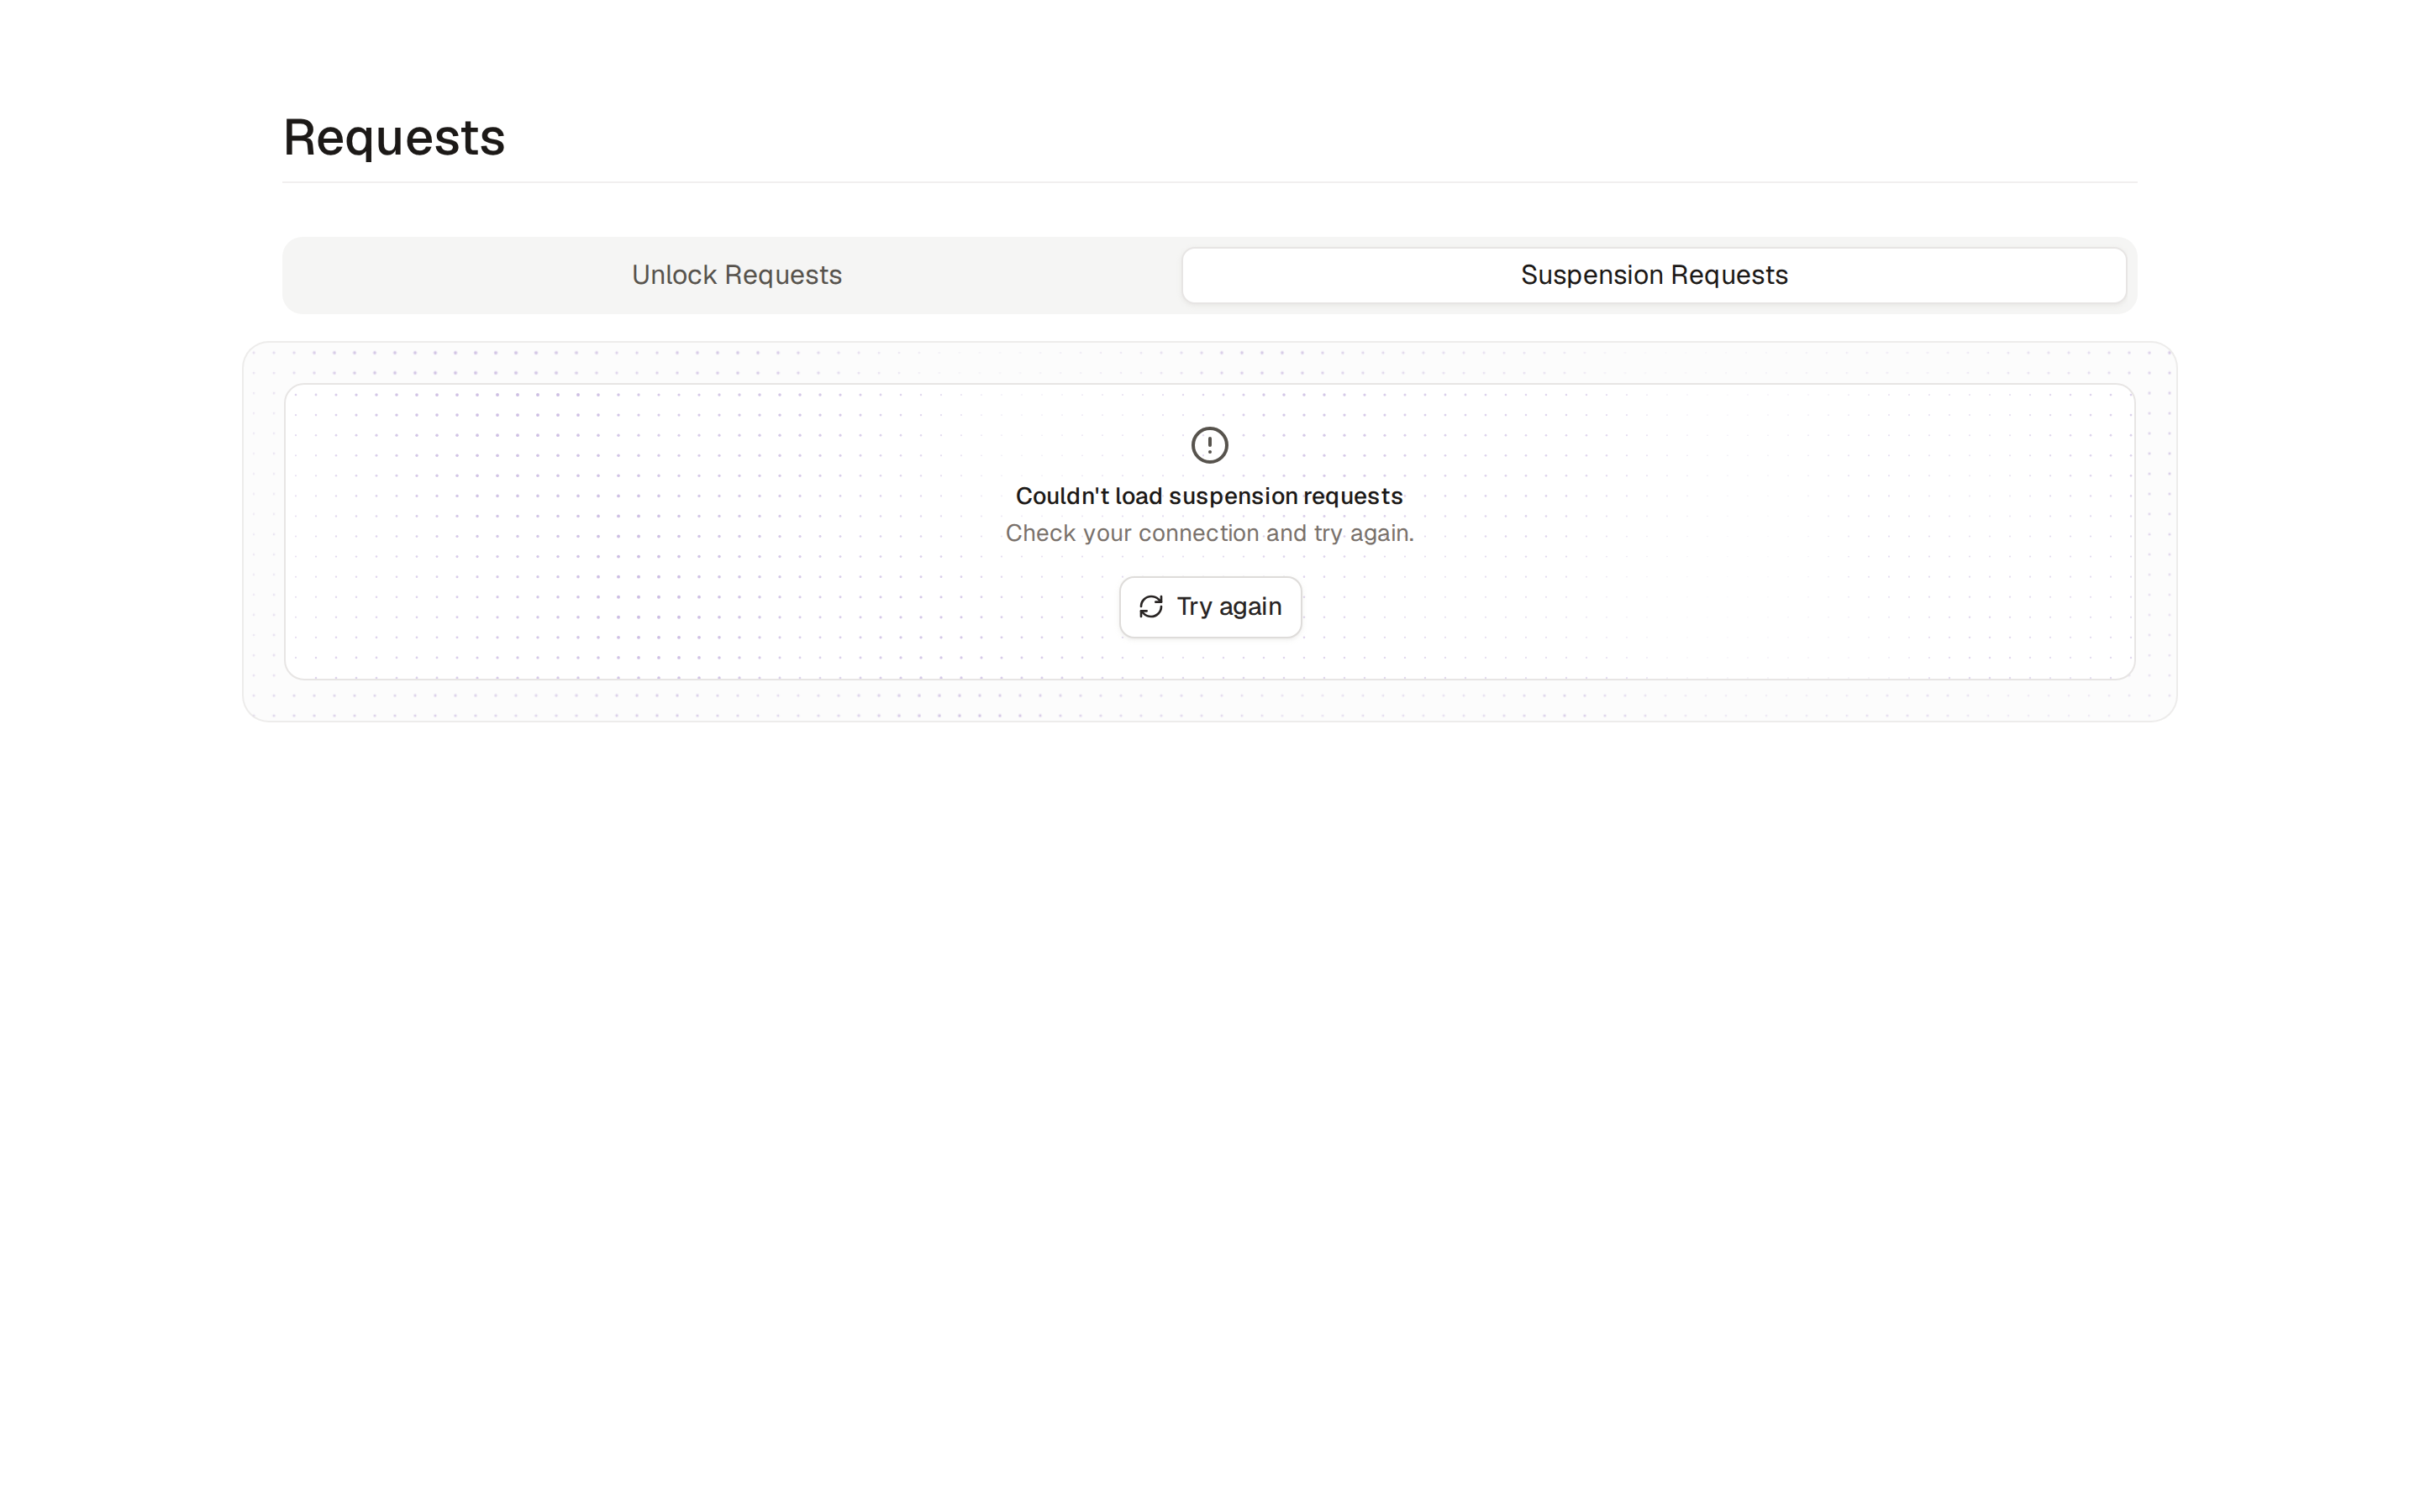 Requests
Unlock Requests
Suspension Requests
Couldn't load suspension requests
Check your connection and try again.
Try again